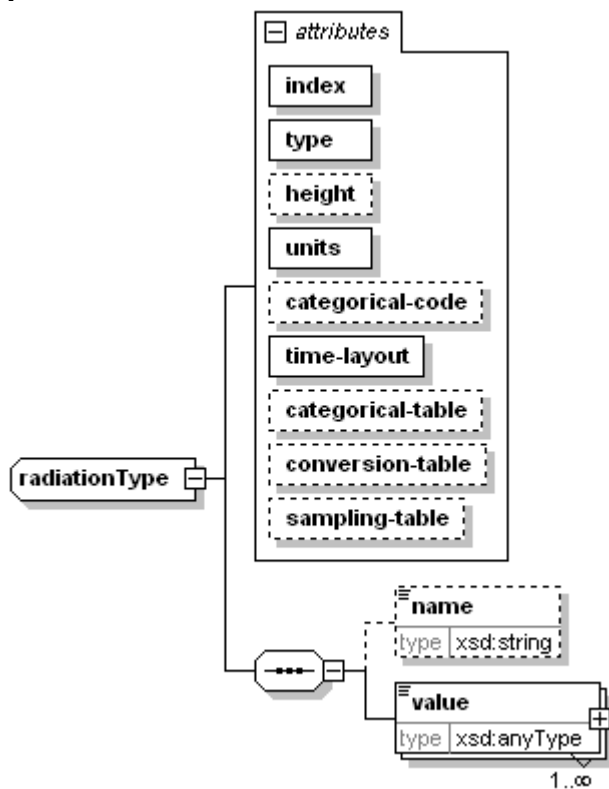 attributes
index
type
height
units
categorical-code
time-layout
categorical-table
conversion-table
sampling-table
radiationType
name
type xsd:string
value
type xsd:anyType
1..∞